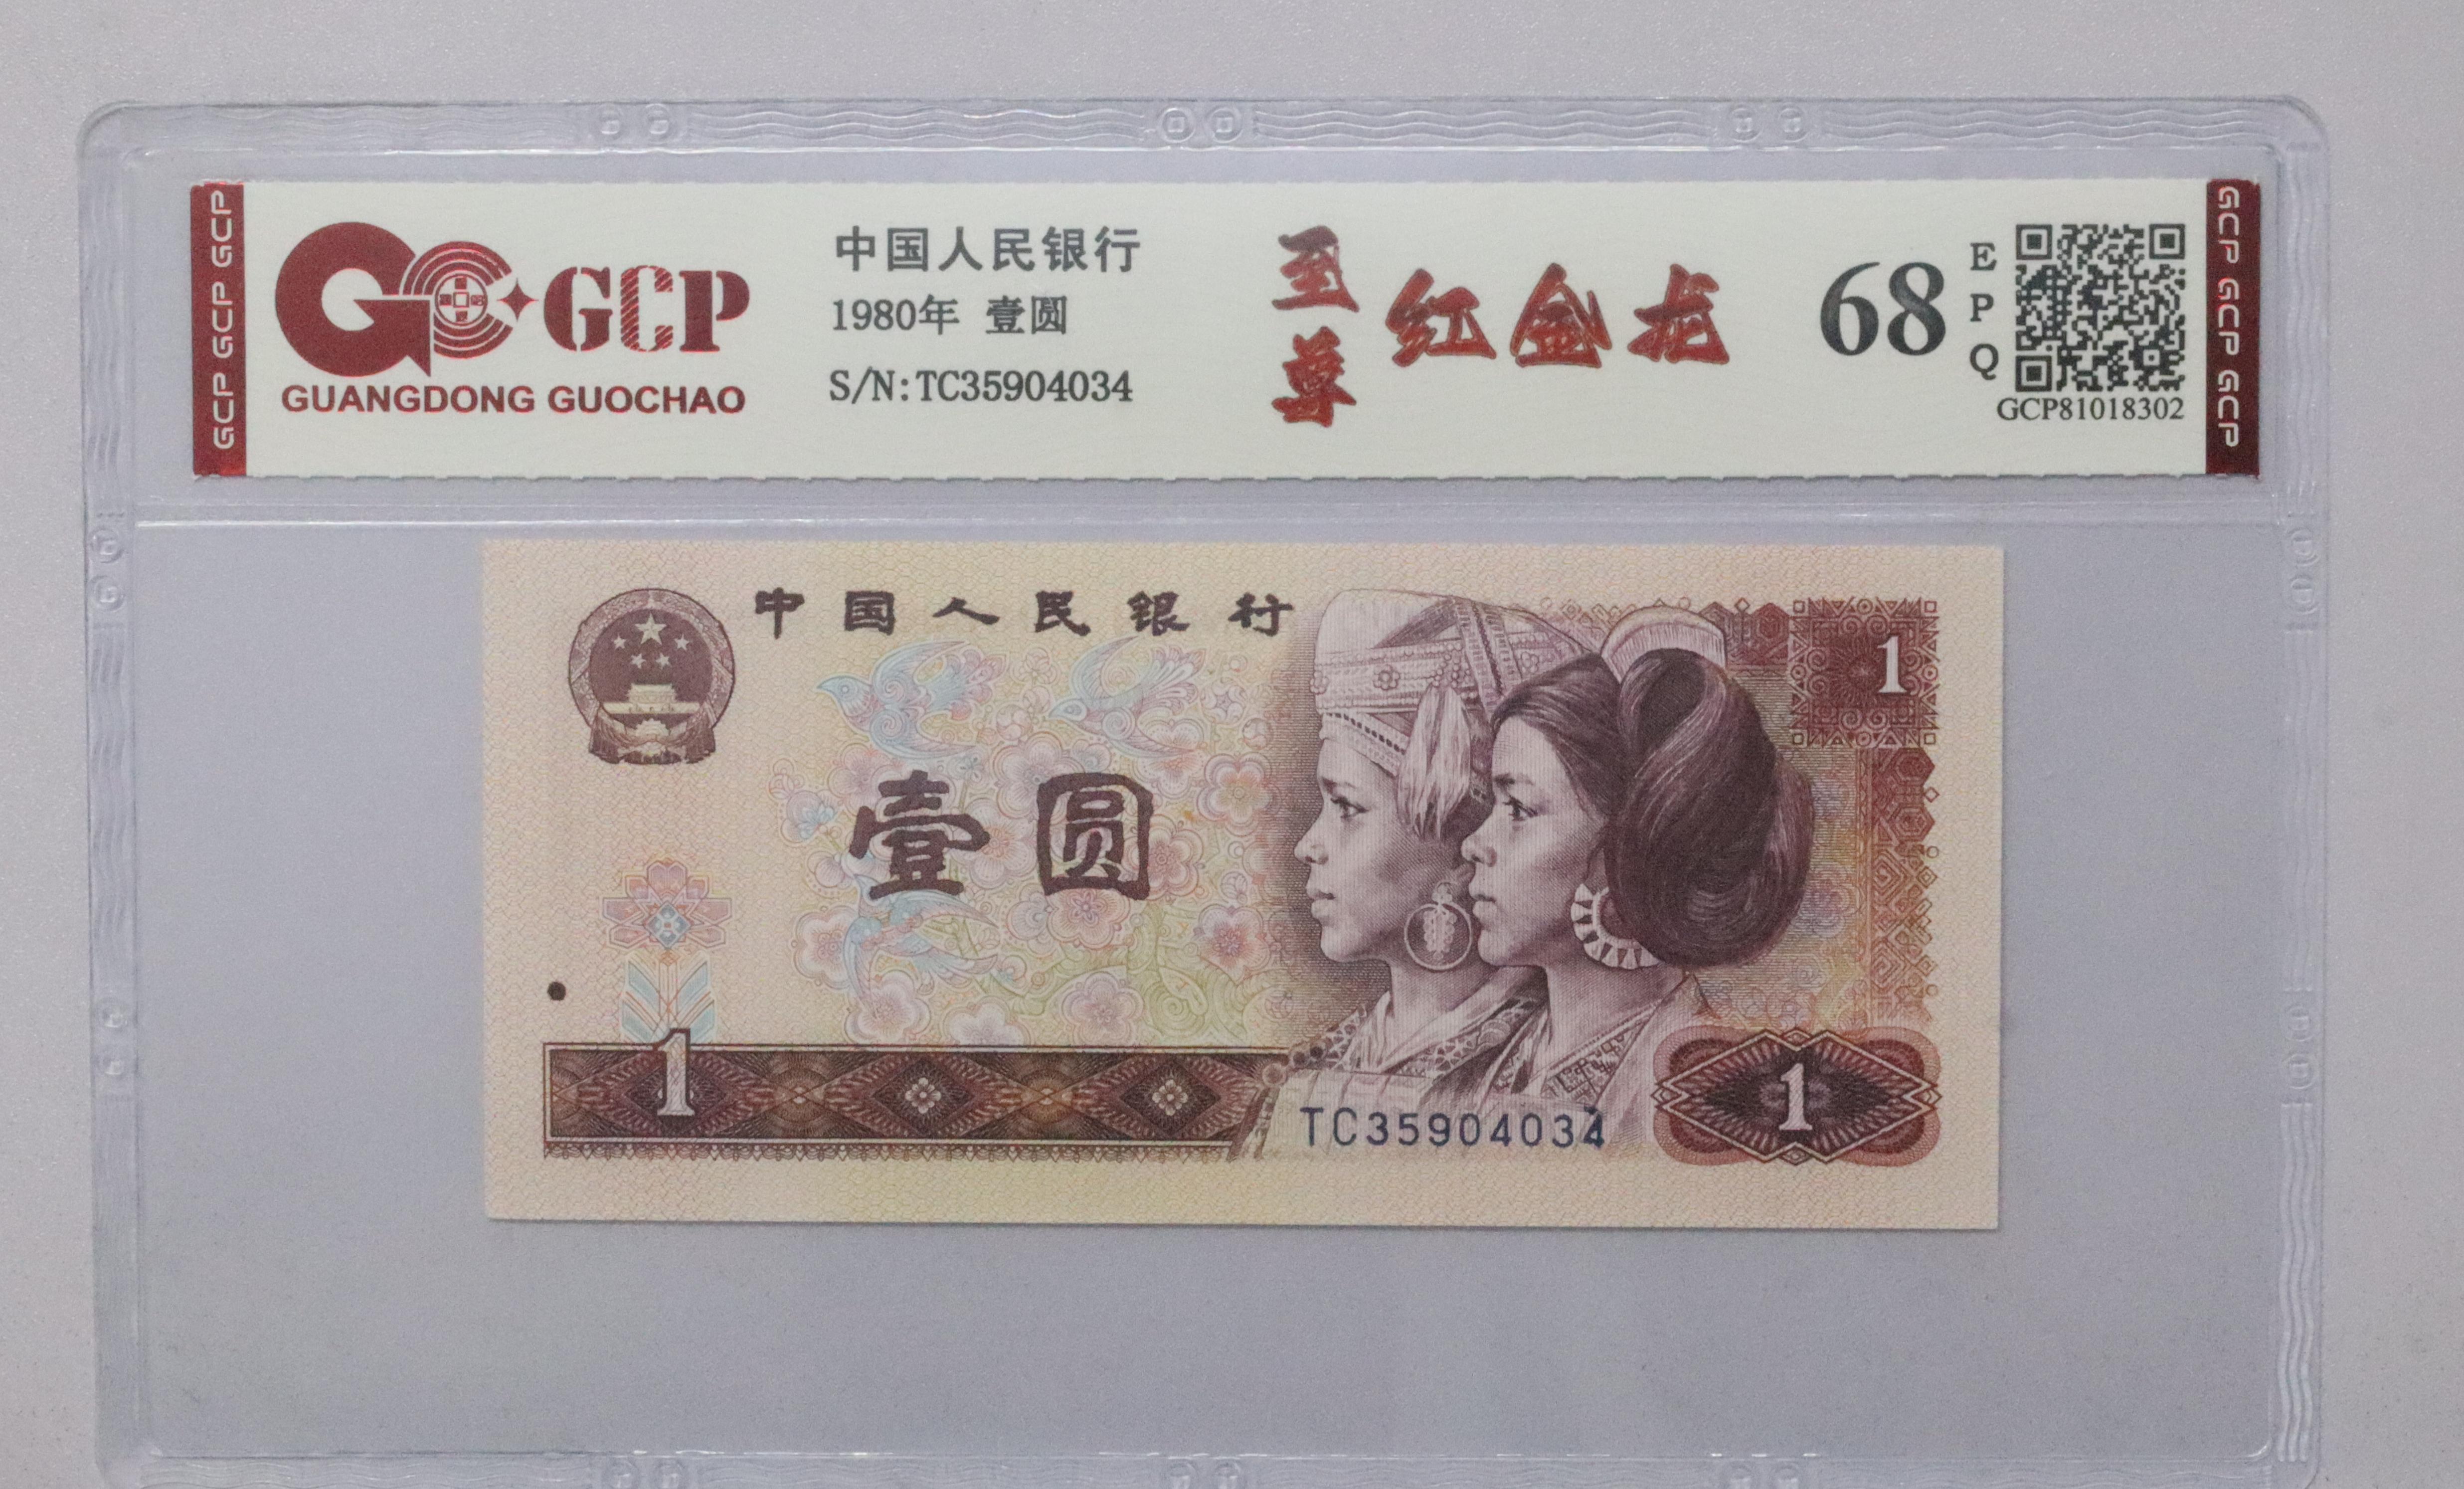 GCP GCP GCP
GCP
GUANGDONG GUOCHAO
中国人民银行
1980年 壹圆
S/N:TC35904034
至尊
红金龙
68
EPQ
GCP81018302
GCP GCP GCP
中国人民银行
1
壹圆
1
TC35904034
1